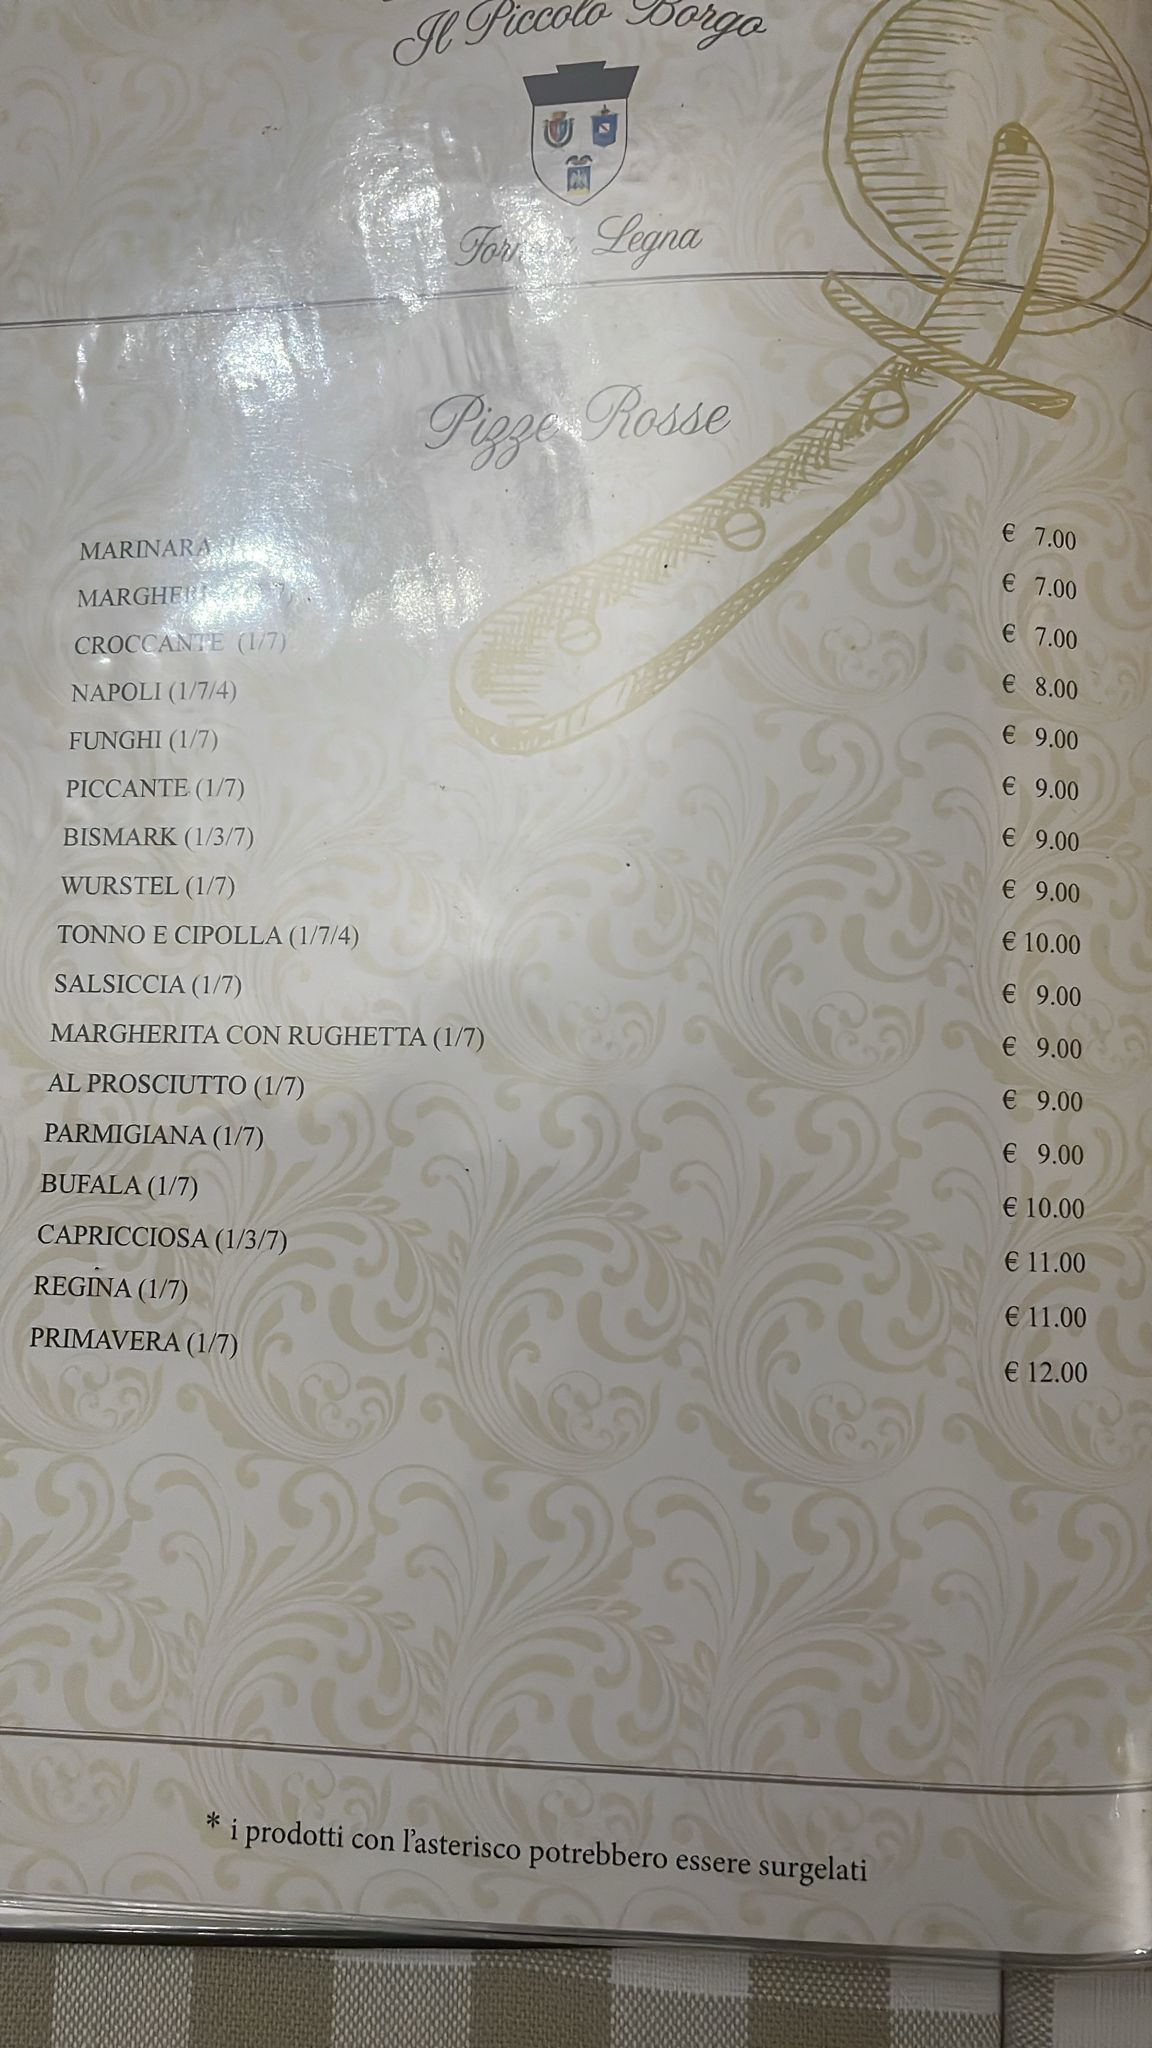 Il Piccolo Borgo
Legna
Pizze Rosse
MARINARA € 7.00
€ 7.00
CROCCANTE (1/7) € 7.00
NAPOLI (1/7/4) € 8.00
FUNGHI (1/7) € 9.00
PICCANTE (1/7) € 9.00
BISMARK (1/3/7) € 9.00
WURSTEL (1/7) € 9.00
TONNO E CIPOLLA (1/7/4) € 10.00
SALSICCIA (1/7) € 9.00
MARGHERITA CON RUGHETTA (1/7) € 9.00
AL PROSCIUTTO (1/7) € 9.00
PARMIGIANA (1/7) € 9.00
BUFALA (1/7) € 10.00
CAPRICCIOSA (1/3/7) € 11.00
REGINA (1/7) € 11.00
PRIMAVERA (1/7) € 12.00
* i prodotti con l'asterisco potrebbero essere surgelati